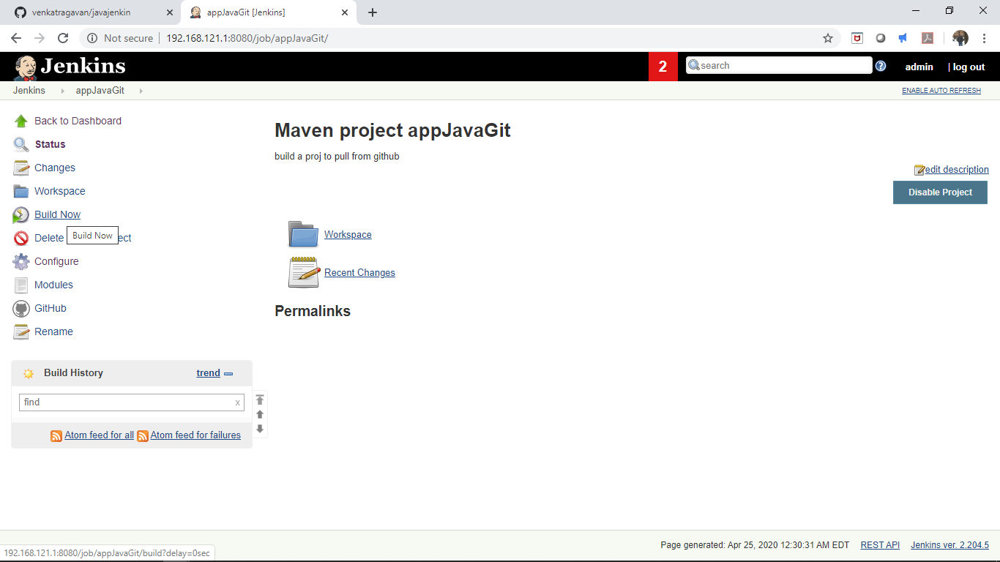 venkatragavan/javajenkin
appJavaGit [Jenkins]
Not secure 192.168.121.1:8080/job/appJavaGit/
Jenkins 2 search admin | log out
Jenkins appJavaGit ENABLE AUTO REFRESH
Back to Dashboard
Status
Changes
Workspace
Build Now
Delete ect
Build Now
Configure
Modules
GitHub
Rename
Build History trend
find x
Atom feed for all Atom feed for failures
Maven project appJavaGit
build a proj to pull from github
edit description
Disable Project
Workspace
Recent Changes
Permalinks
Page generated: Apr 25, 2020 12:30:31 AM EDT REST API Jenkins ver. 2.204.5
192.168.121.1:8080/job/appJavaGit/build?delay=0sec